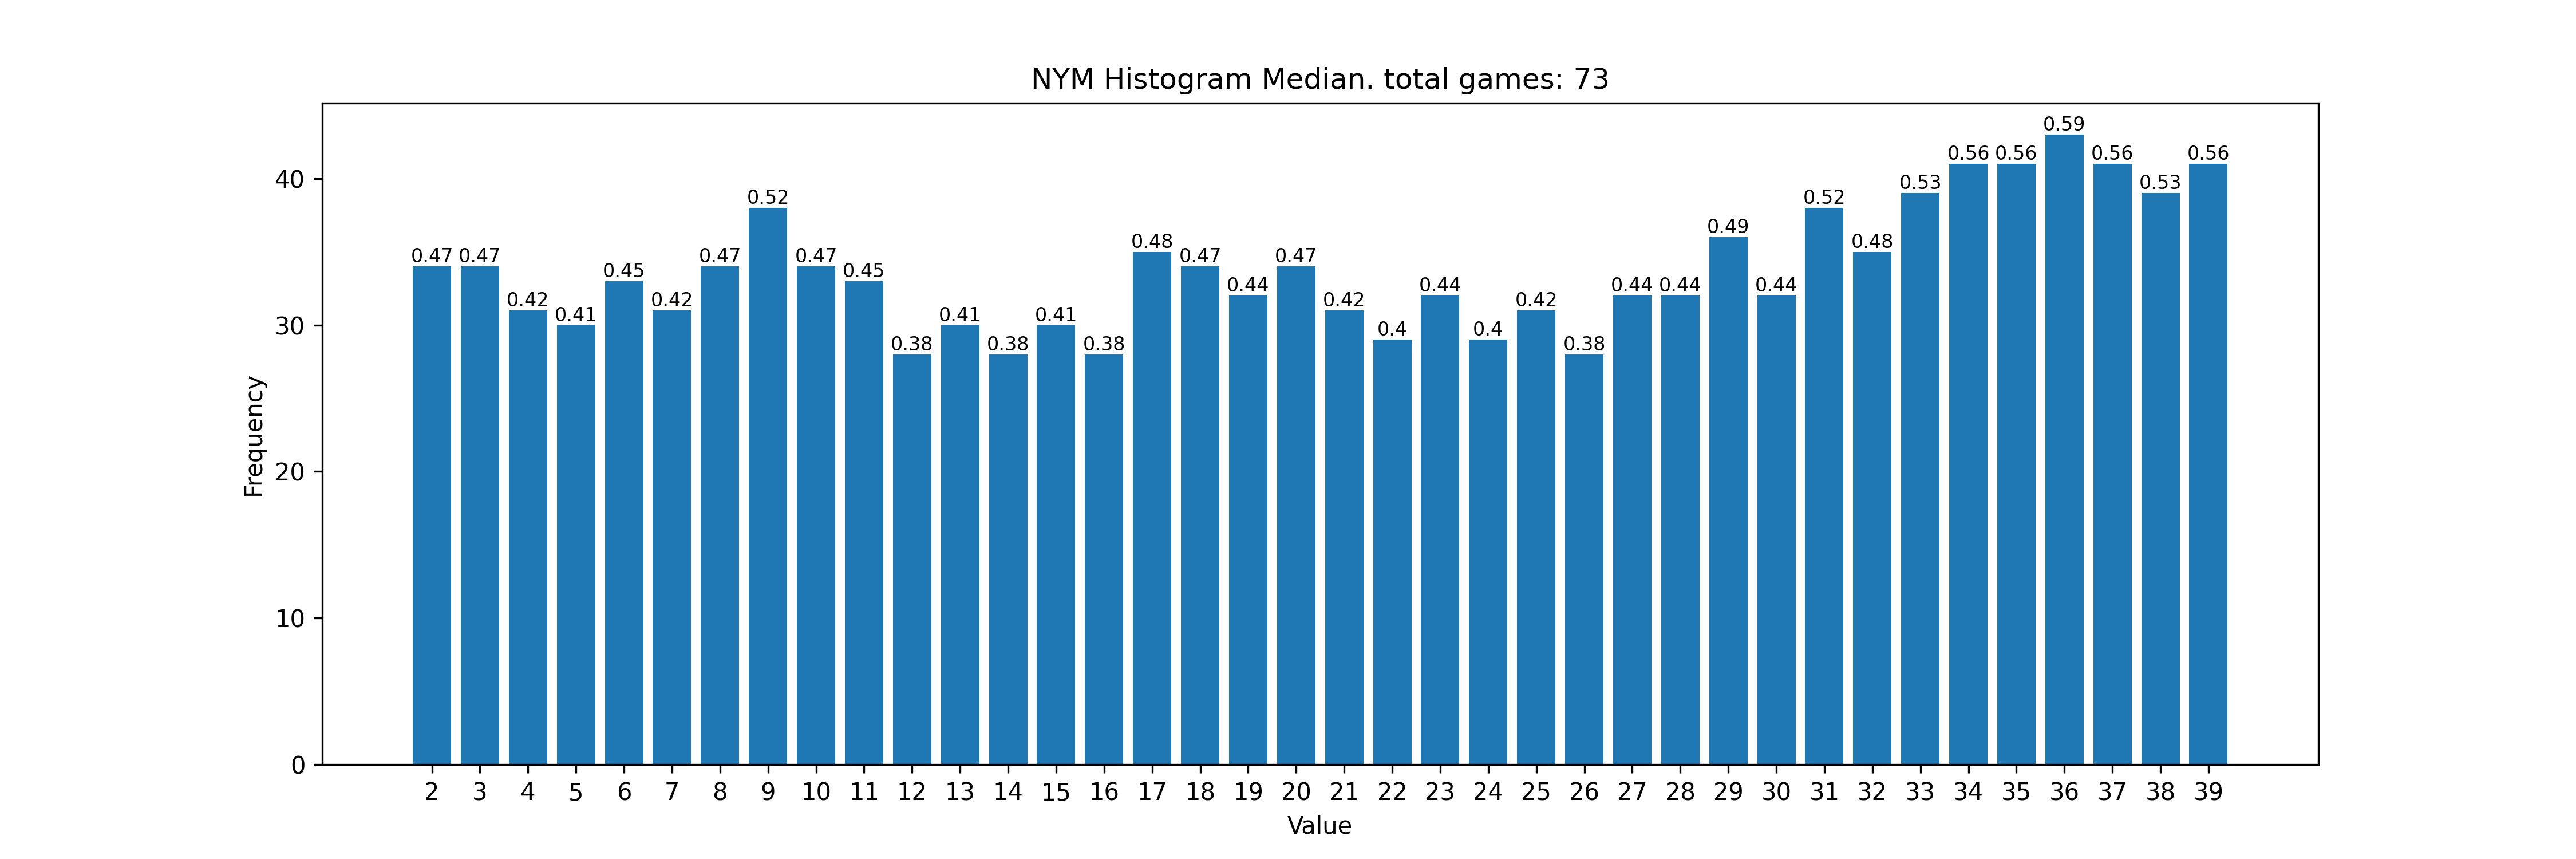 NYM Histogram Median. total games: 73
0.47 0.47 0.42 0.41 0.45 0.42 0.47 0.52 0.47 0.45 0.38 0.41 0.38 0.41 0.38 0.48 0.47 0.44 0.47 0.42 0.4 0.44 0.4 0.42 0.38 0.44 0.44 0.49 0.44 0.52 0.48 0.53 0.56 0.56 0.59 0.56 0.53 0.56
40
30
20
10
0
Frequency
2 3 4 5 6 7 8 9 10 11 12 13 14 15 16 17 18 19 20 21 22 23 24 25 26 27 28 29 30 31 32 33 34 35 36 37 38 39
Value